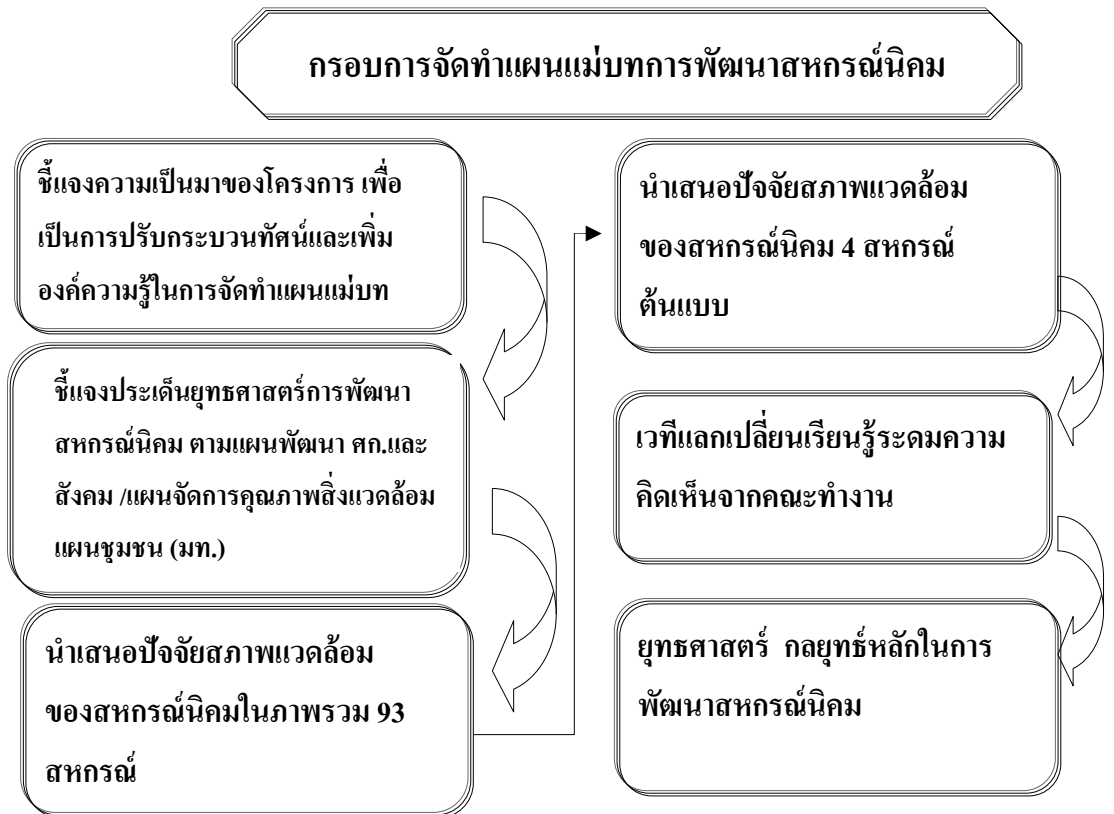 กรอบการจัดทำแผนแม่บทการพัฒนาสหกรณ์นิคม
ชี้แจงความเป็นมาของโครงการ เพื่อ
เป็นการปรับกระบวนทัศน์และเพิ่ม
องค์ความรู้ในการจัดทำแผนแม่บท
ชี้แจงประเด็นยุทธศาสตร์การพัฒนา
สหกรณ์นิคม ตามแผนพัฒนา ศก.และ
สังคม /แผนจัดการคุณภาพสิ่งแวดล้อม
แผนชุมชน (มท.)
นำเสนอปัจจัยสภาพแวดล้อม
ของสหกรณ์นิคมในภาพรวม 93
สหกรณ์
นำเสนอปัจจัยสภาพแวดล้อม
ของสหกรณ์นิคม 4 สหกรณ์
ต้นแบบ
เวทีแลกเปลี่ยนเรียนรู้ระดมความ
คิดเห็นจากคณะทำงาน
ยุทธศาสตร์ กลยุทธ์หลักในการ
พัฒนาสหกรณ์นิคม